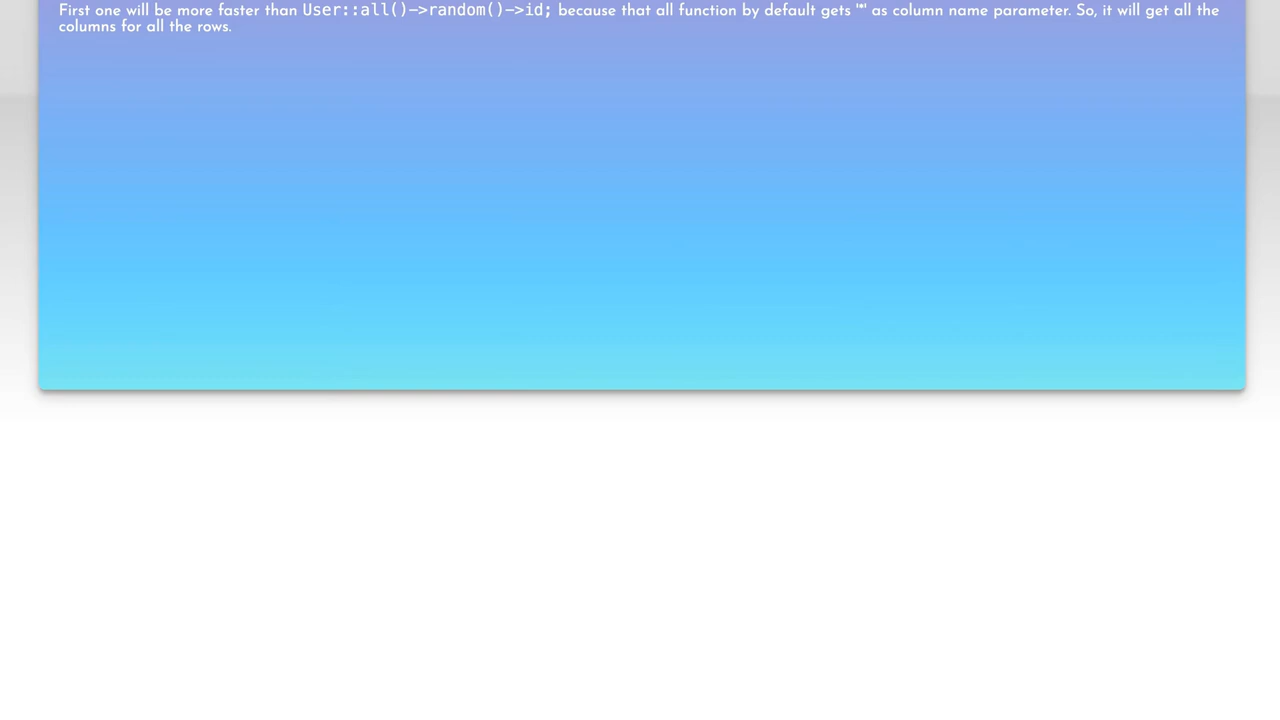 First one will be more faster than User::all()->random()->id; because that all function by default gets '*' as column name parameter. So, it will get all the
columns for all the rows.